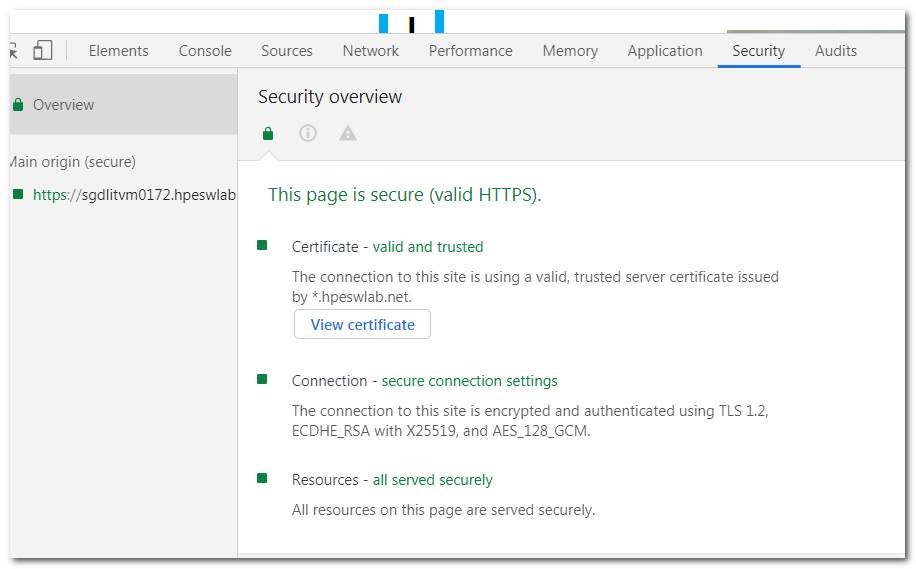 Elements Console Sources Network Performance Memory Application Security Audits
Overview
Main origin (secure)
https://sgdlitvm0172.hpeswlab
Security overview
This page is secure (valid HTTPS).
Certificate - valid and trusted
The connection to this site is using a valid, trusted server certificate issued
by *.hpeswlab.net.
View certificate
Connection - secure connection settings
The connection to this site is encrypted and authenticated using TLS 1.2,
ECDHE_RSA with X25519, and AES_128_GCM.
Resources - all served securely
All resources on this page are served securely.